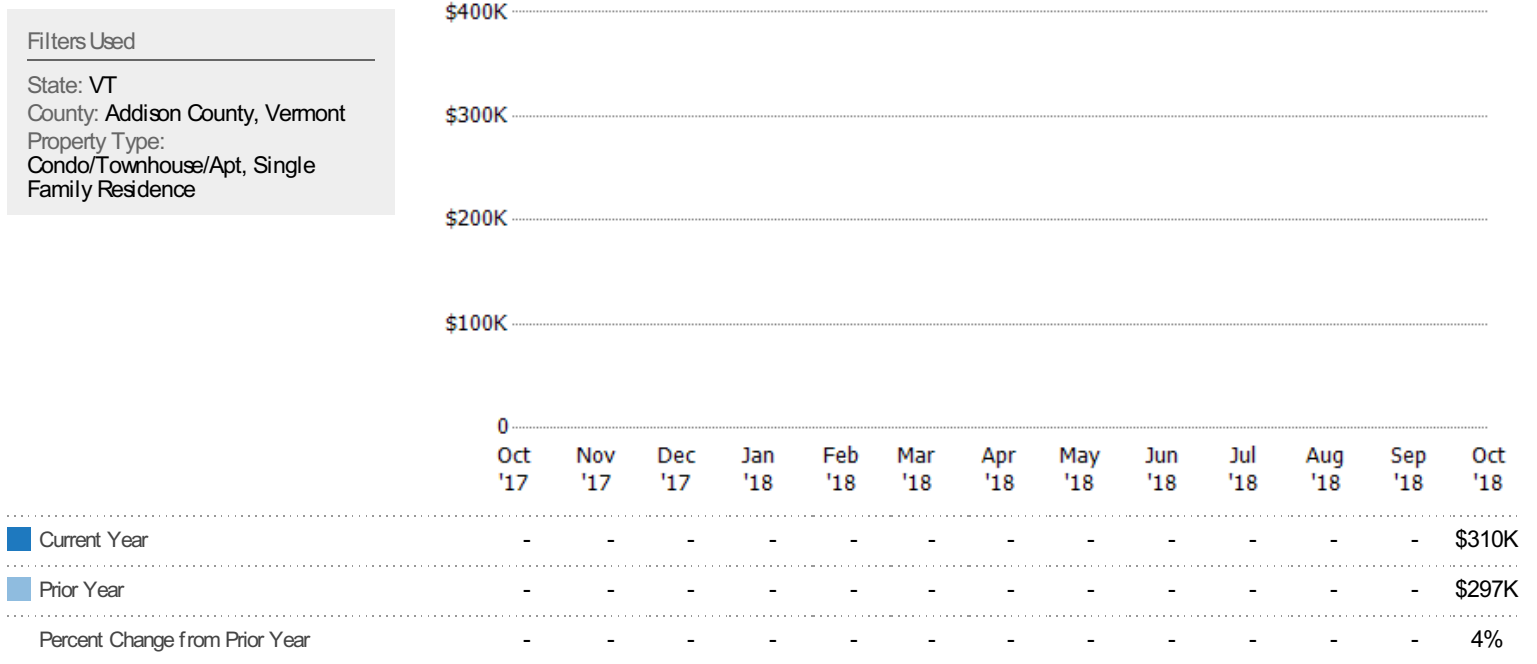 Filters Used
State: VT
County: Addison County, Vermont
Property Type:
Condo/Townhouse/Apt, Single
Family Residence
$400K
$300K
$200K
$100K
0
Oct '17 Nov '17 Dec '17 Jan '18 Feb '18 Mar '18 Apr '18 May '18 Jun '18 Jul '18 Aug '18 Sep '18 Oct '18
Current Year - - - - - - - - - - - - $310K
Prior Year - - - - - - - - - - - - $297K
Percent Change from Prior Year - - - - - - - - - - - - 4%